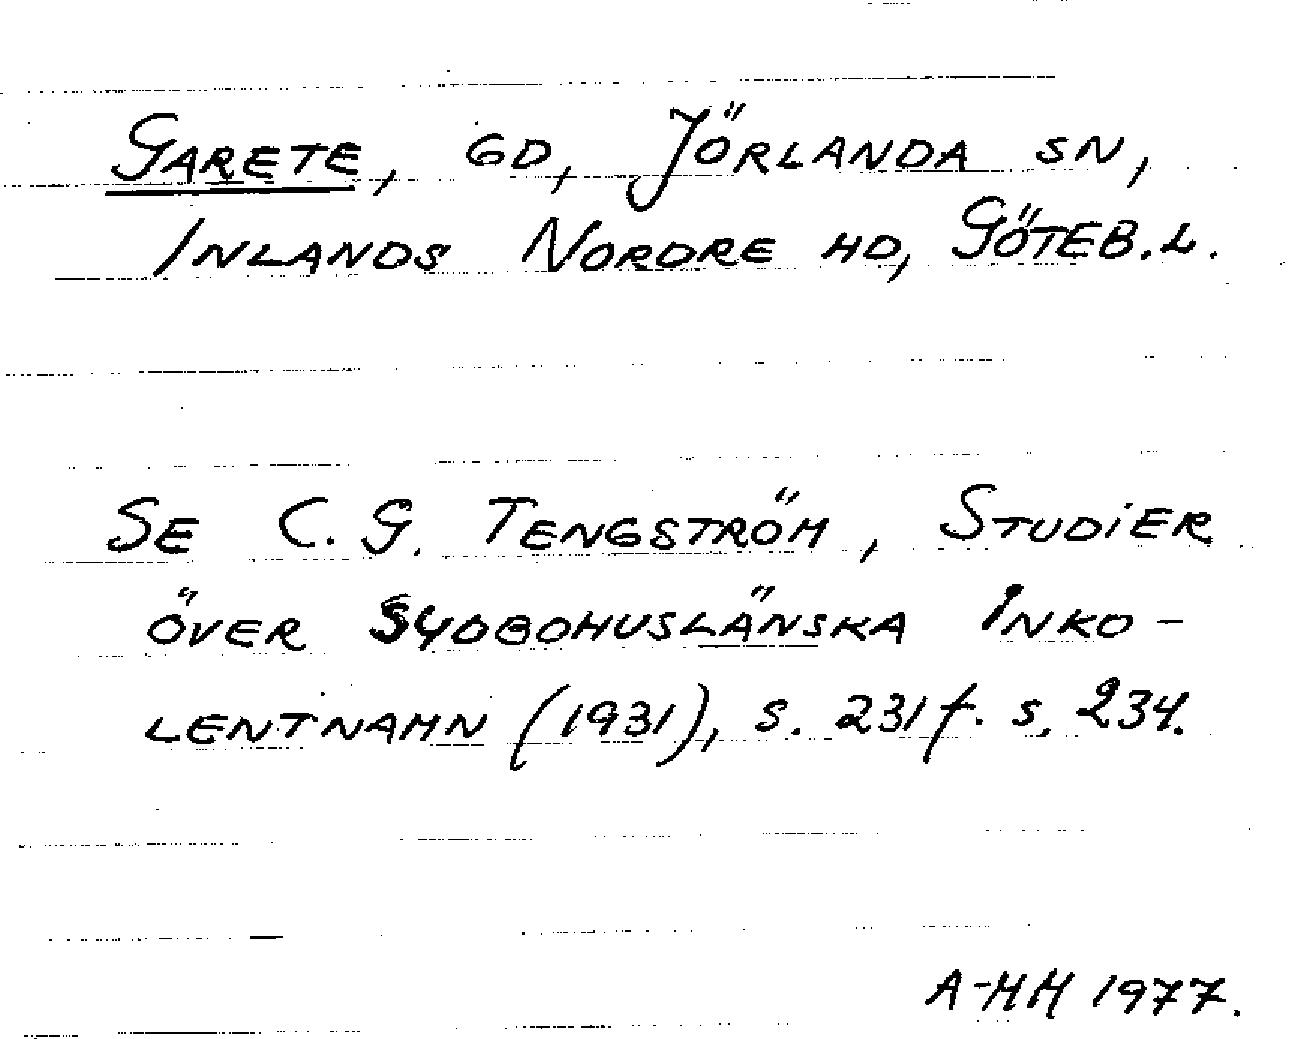 GARETE, GD, JÖRLANDA SN,
INLANDS NORDRE HD, GÖTEB.L.
SE C.G. TENGSTRÖM, STUDIER
ÖVER SYDBOHUSLÄNSKA INKO-
LENTNAMN (1931), S. 231f. S. 234.
A-HH 1977.